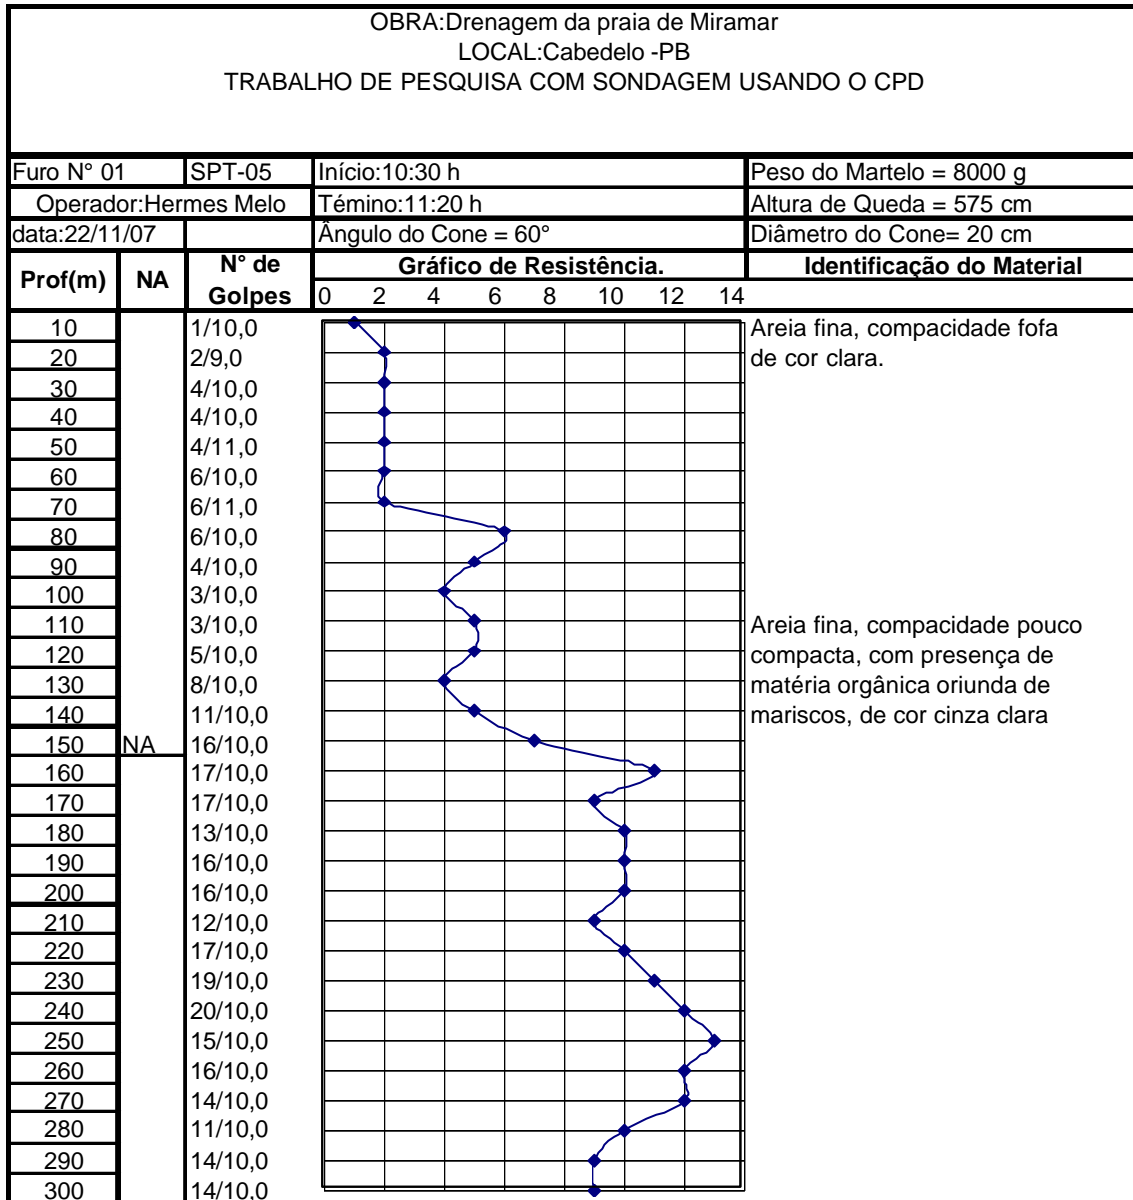 OBRA:Drenagem da praia de Miramar
LOCAL:Cabedelo -PB
TRABALHO DE PESQUISA COM SONDAGEM USANDO O CPD
Furo N° 01 SPT-05 Início:10:30 h Peso do Martelo = 8000 g
Operador:Hermes Melo Témino:11:20 h Altura de Queda = 575 cm
data:22/11/07 Ângulo do Cone = 60° Diâmetro do Cone= 20 cm
Prof(m) NA N° de Golpes Gráfico de Resistência. Identificação do Material
0 2 4 6 8 10 12 14
10 1/10,0 Areia fina, compacidade fofa
20 2/9,0 de cor clara.
30 4/10,0
40 4/10,0
50 4/11,0
60 6/10,0
70 6/11,0
80 6/10,0
90 4/10,0
100 3/10,0
110 3/10,0 Areia fina, compacidade pouco
120 5/10,0 compacta, com presença de
130 8/10,0 matéria orgânica oriunda de
140 11/10,0 mariscos, de cor cinza clara
150 NA 16/10,0
160 17/10,0
170 17/10,0
180 13/10,0
190 16/10,0
200 16/10,0
210 12/10,0
220 17/10,0
230 19/10,0
240 20/10,0
250 15/10,0
260 16/10,0
270 14/10,0
280 11/10,0
290 14/10,0
300 14/10,0